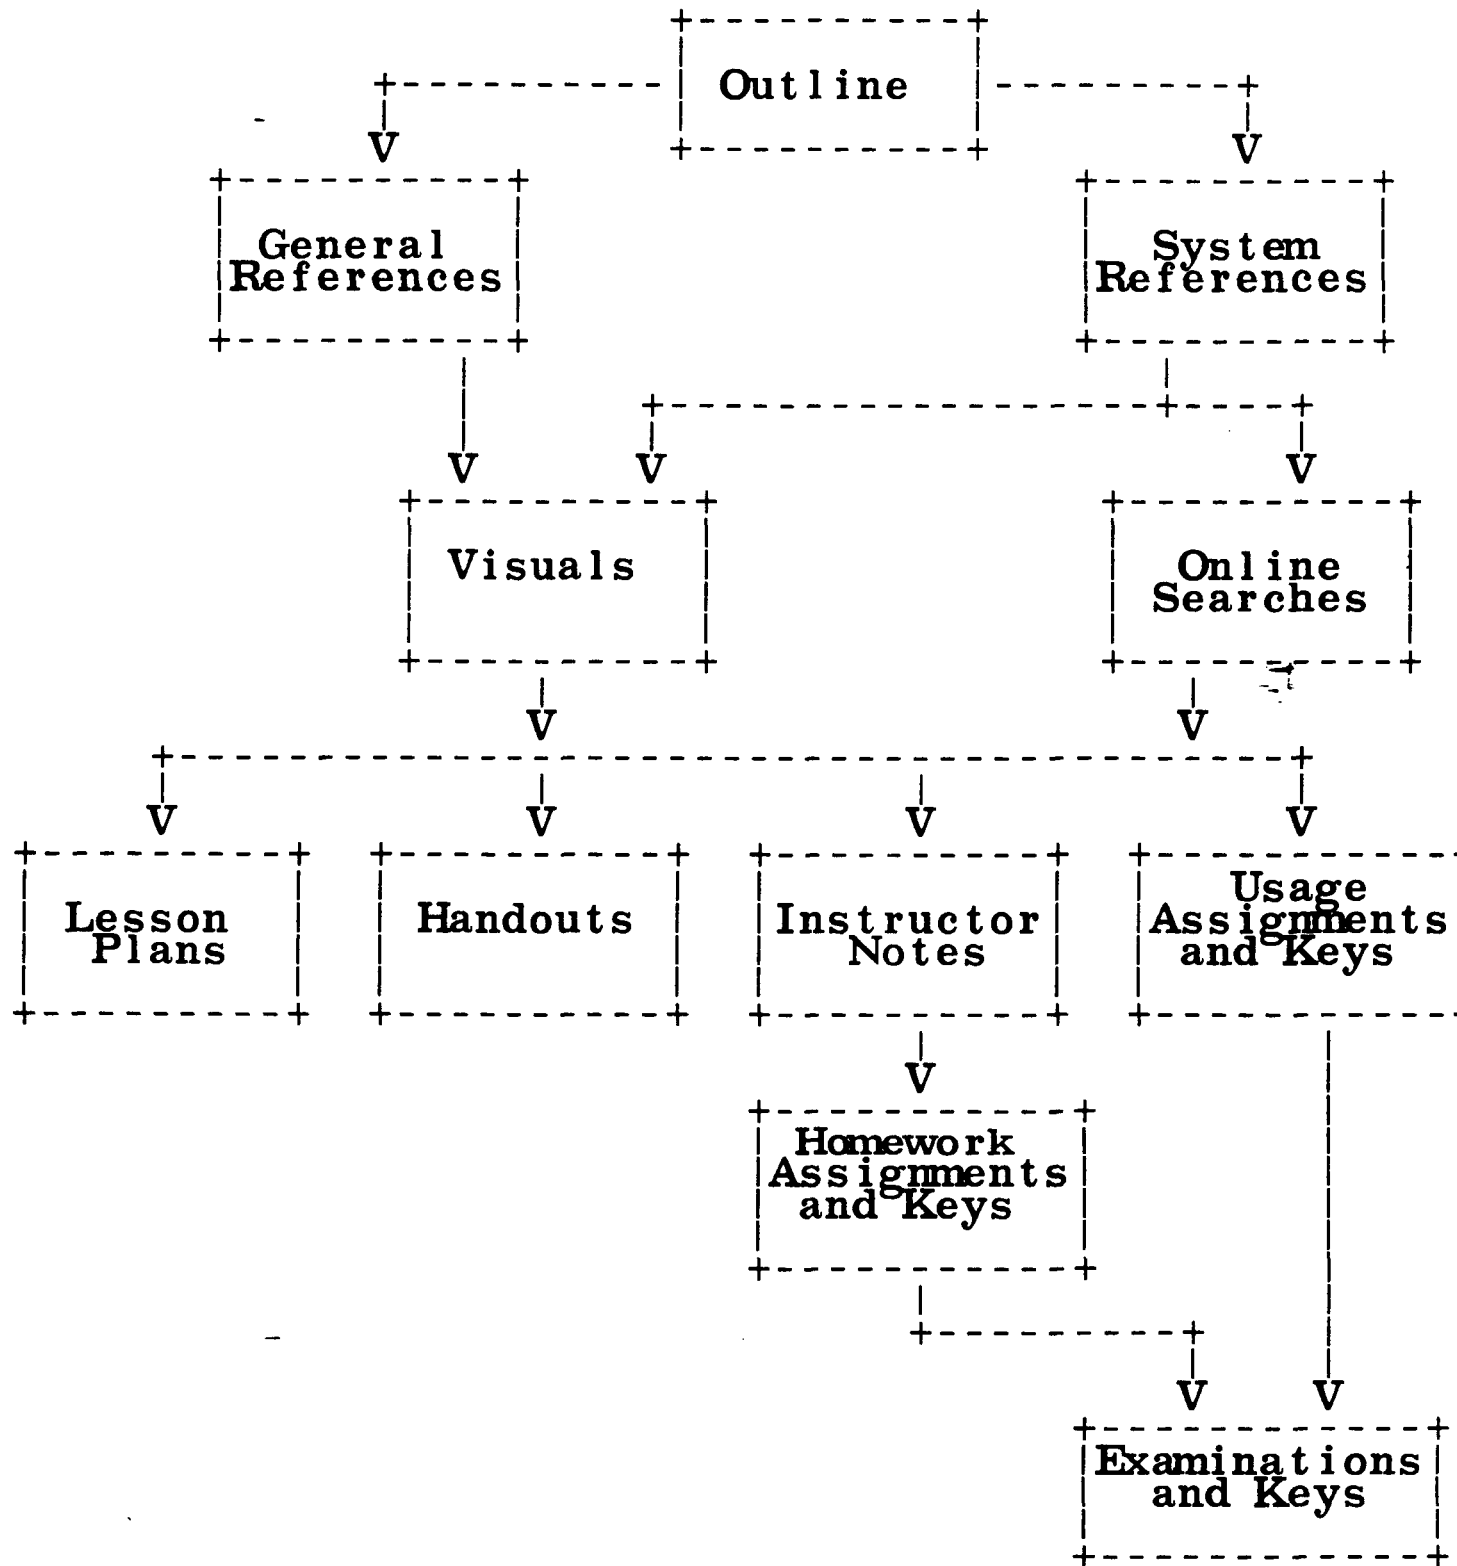 Outline
General
References
System
References
Visuals
Online
Searches
Lesson
Plans
Handouts
Instructor
Notes
Usage
Assignments
and Keys
Homework
Assignments
and Keys
Examinations
and Keys